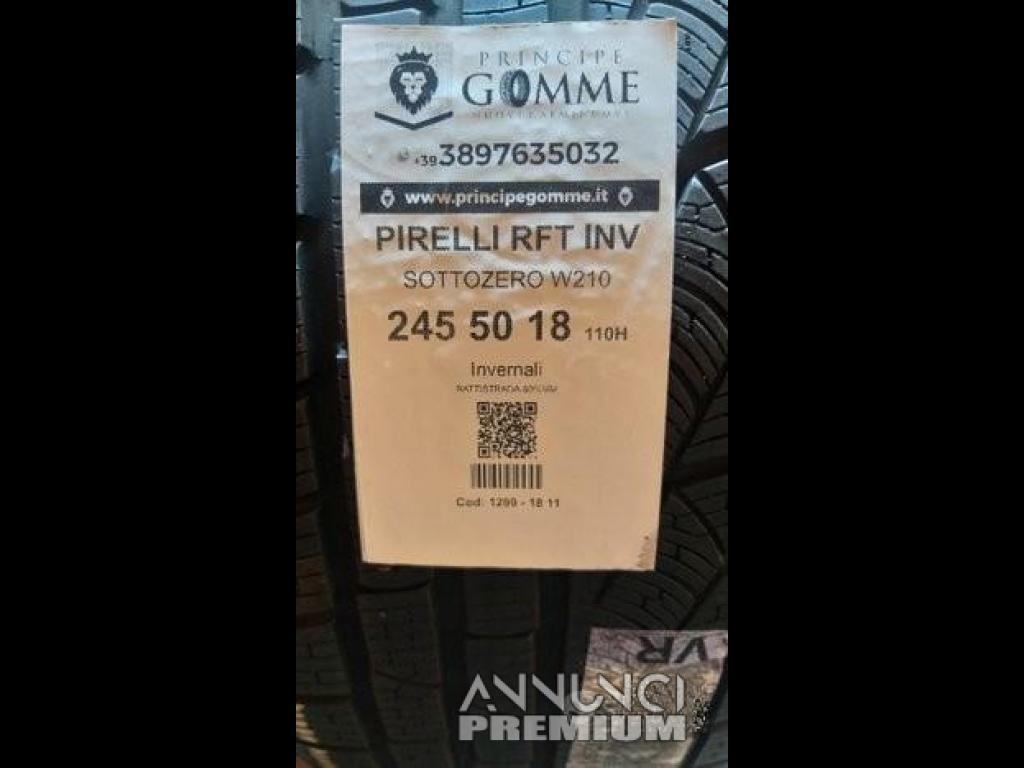 PRINCIPE
GOMME
+39 3897635032
www.principegomme.it
PIRELLI RFT INV
SOTTOZERO W210
245 50 18 110H
Invernali
Cod: 1299 - 18 11
VR
ANNUNCI
PREMIUM